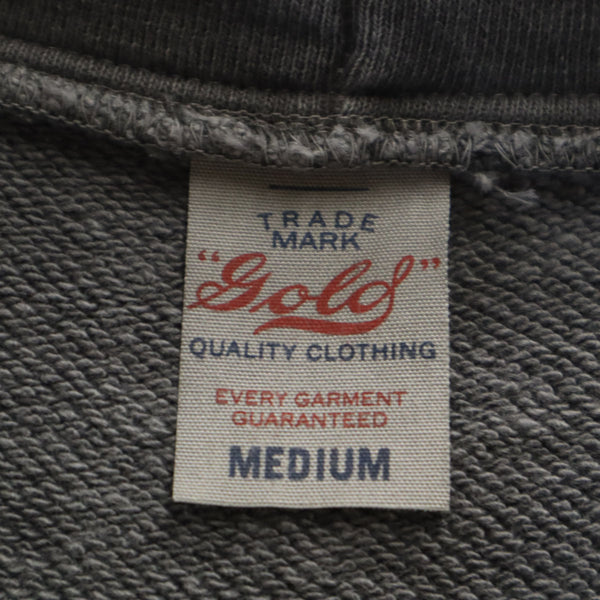 TRADE
MARK
"Gold"
QUALITY CLOTHING
EVERY GARMENT
GUARANTEED
MEDIUM